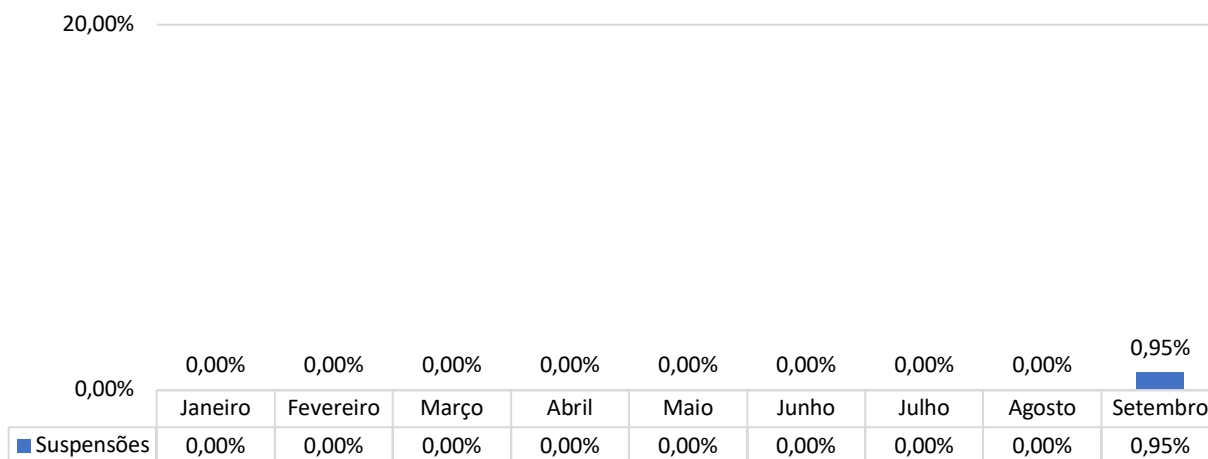 20,00%
0,00% 0,00% 0,00% 0,00% 0,00% 0,00% 0,00% 0,00% 0,95%
0,00%
Janeiro Fevereiro Março Abril Maio Junho Julho Agosto Setembro
Suspensões 0,00% 0,00% 0,00% 0,00% 0,00% 0,00% 0,00% 0,00% 0,95%